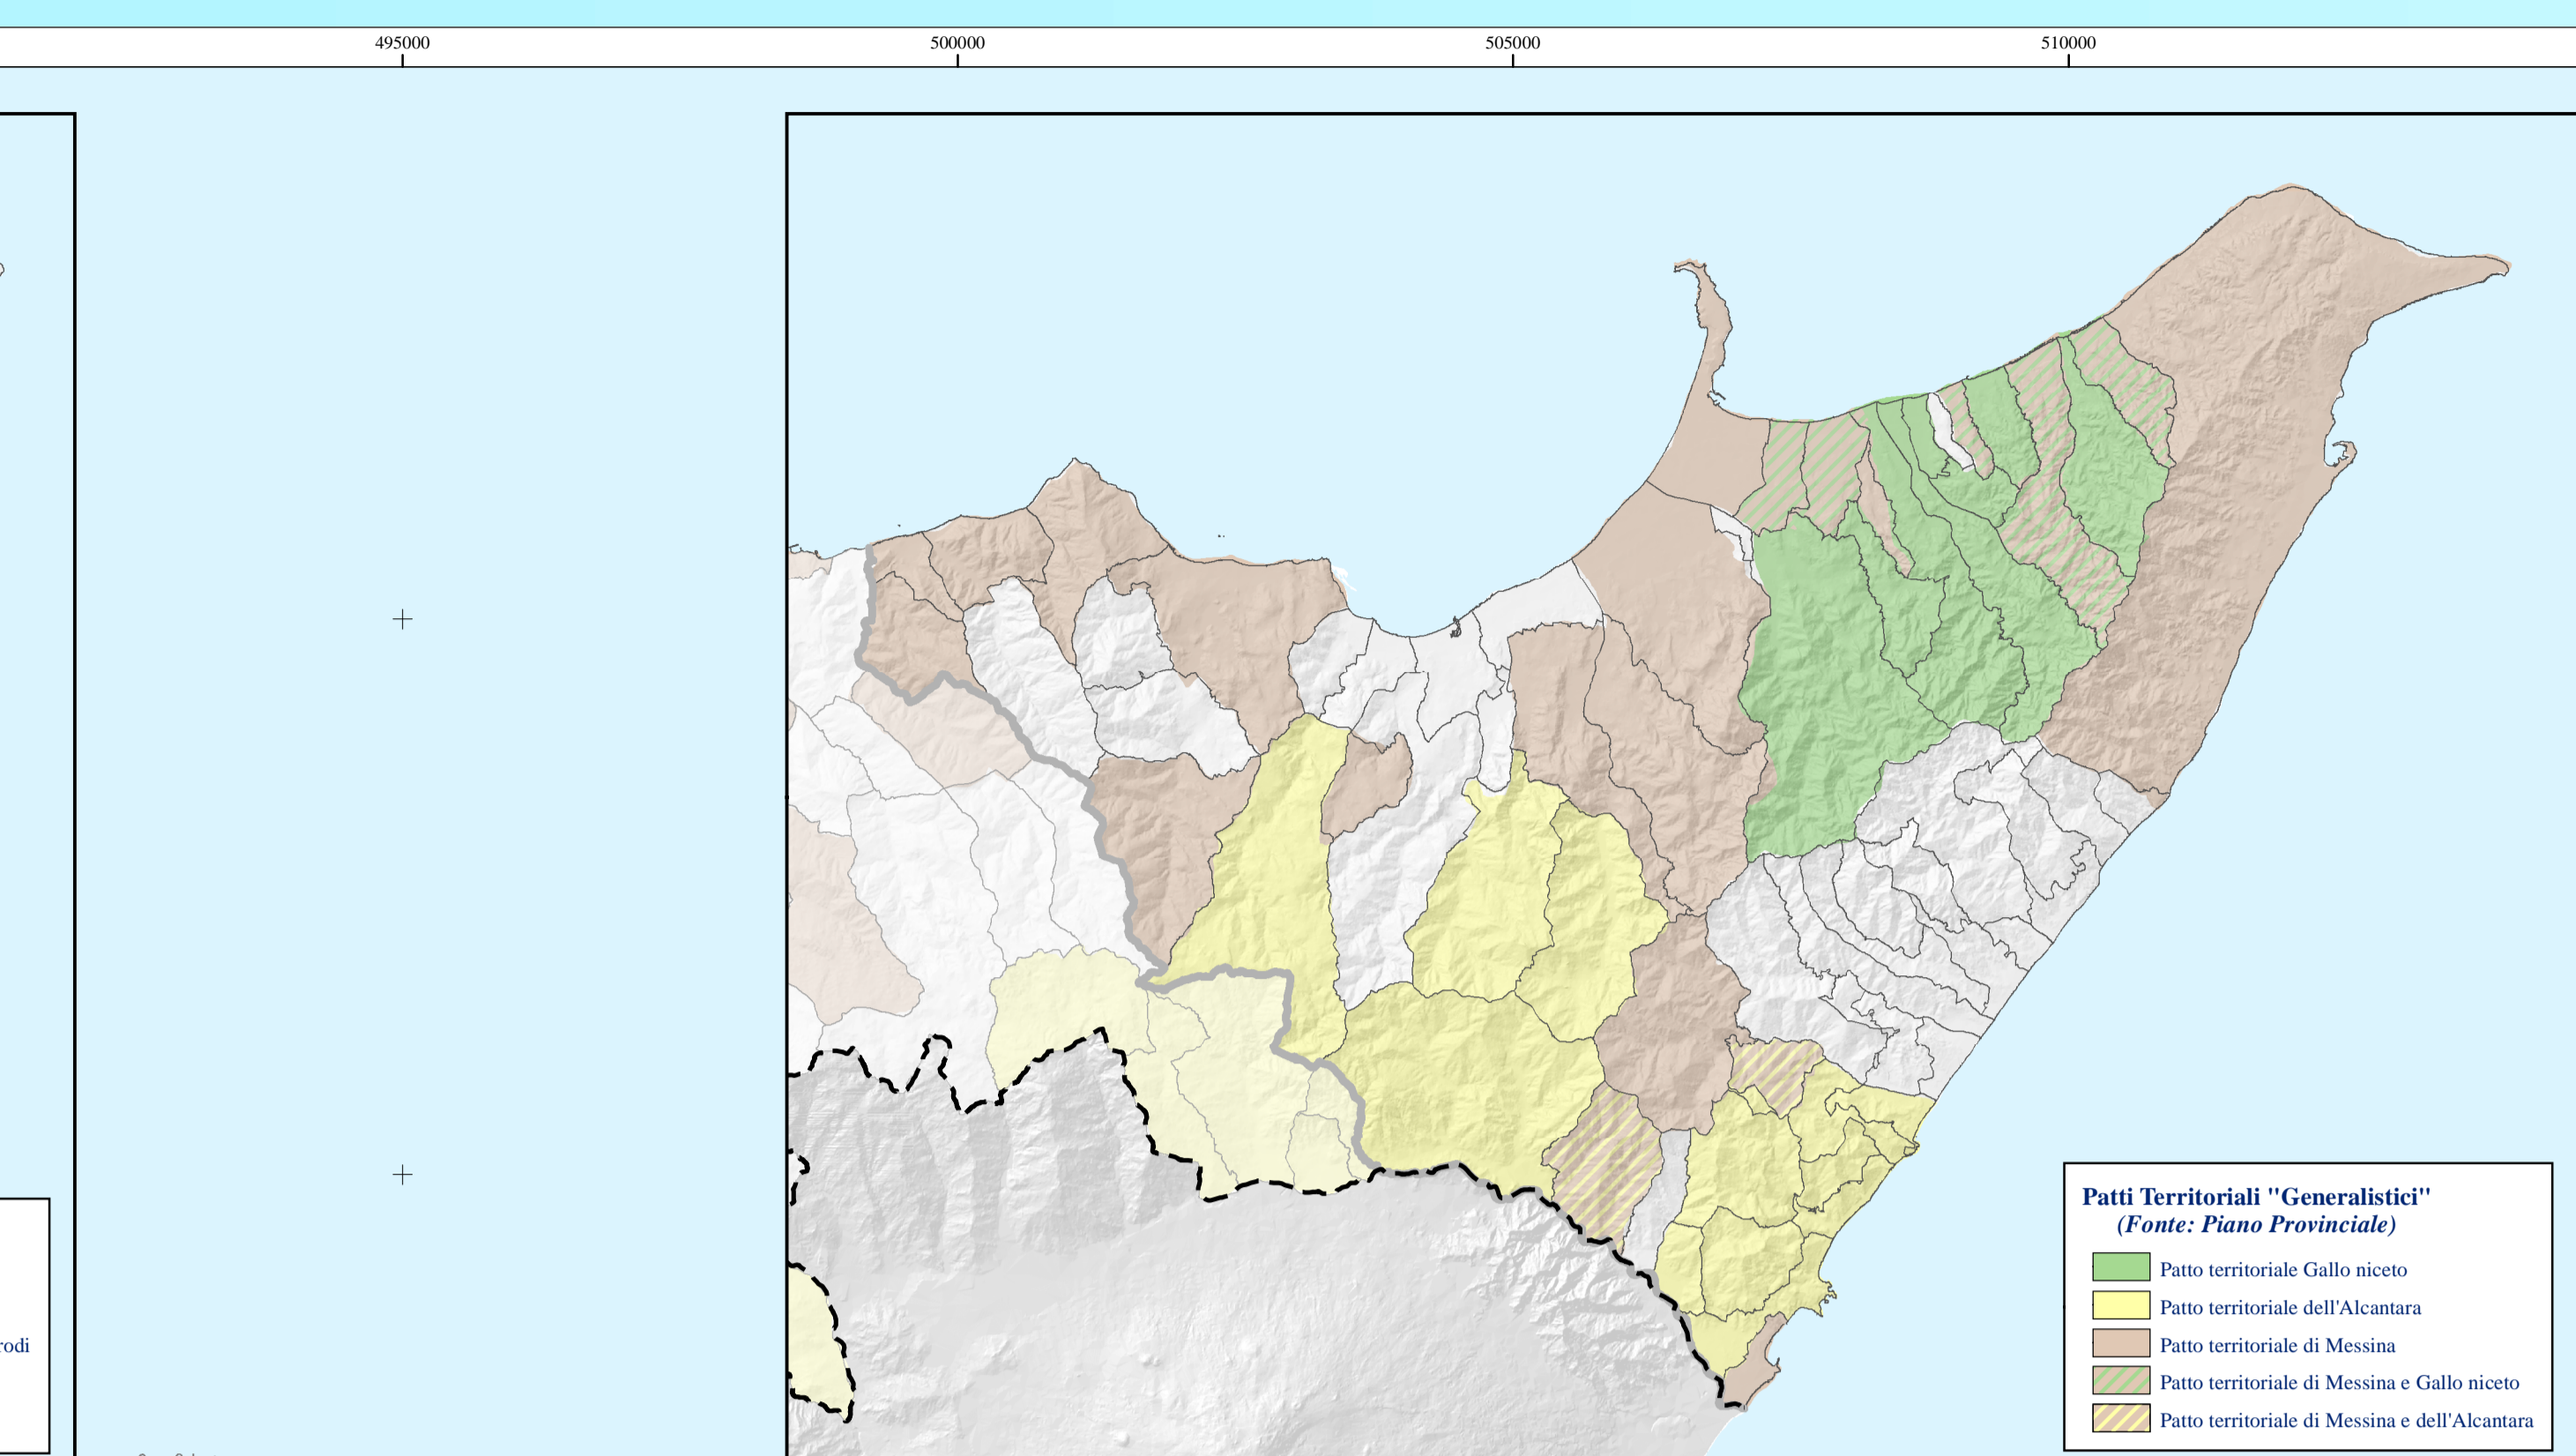 495000
500000
505000
510000
Patti Territoriali "Generalistici"
(Fonte: Piano Provinciale)
Patto territoriale Gallo niceto
Patto territoriale dell'Alcantara
rodi
Patto territoriale di Messina
Patto territoriale di Messina e Gallo niceto
Patto territoriale di Messina e dell'Alcantara